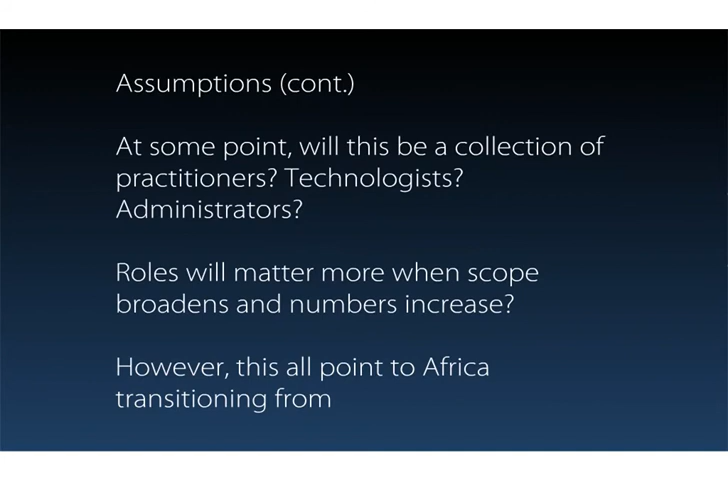 Assumptions (cont.)
At some point, will this be a collection of
practitioners? Technologists?
Administrators?
Roles will matter more when scope
broadens and numbers increase?
However, this all point to Africa
transitioning from